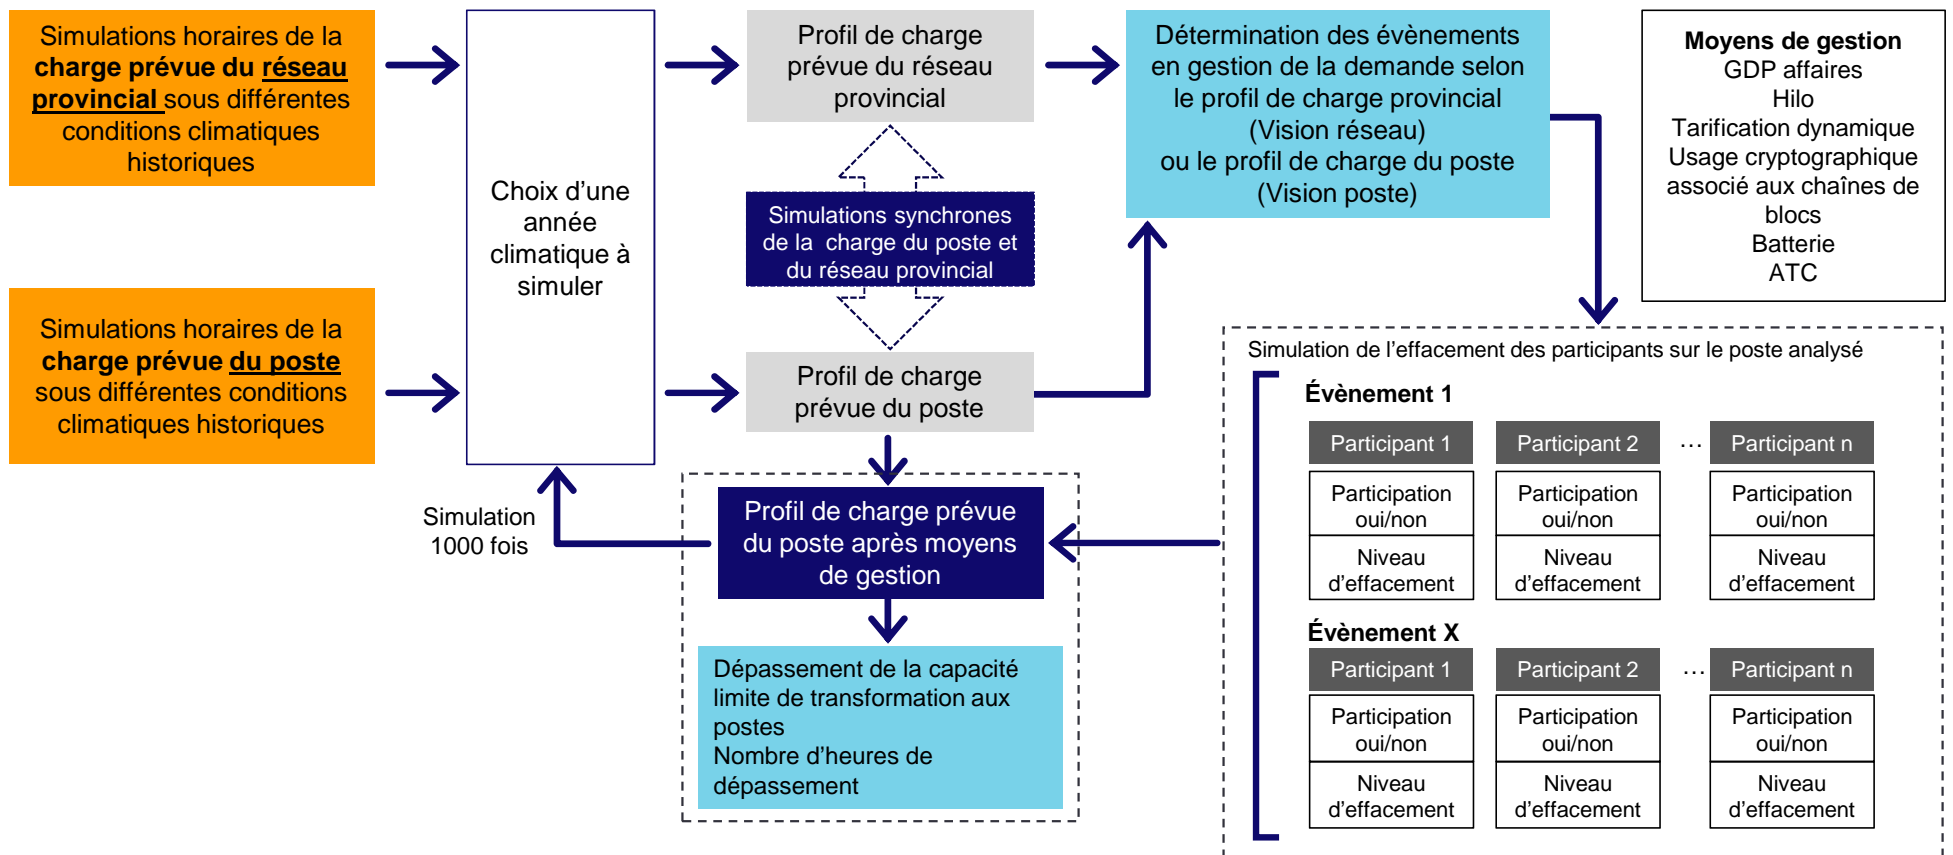 Simulations horaires de la
charge prévue du réseau
provincial sous différentes
conditions climatiques
historiques
Simulations horaires de la
charge prévue du poste
sous différentes conditions
climatiques historiques
Choix d’une
année
climatique à
simuler
Simulation
1000 fois
Profil de charge
prévue du réseau
provincial
Simulations synchrones
de la charge du poste et
du réseau provincial
Profil de charge
prévue du poste
Profil de charge prévue
du poste après moyens
de gestion
Dépassement de la capacité
limite de transformation aux
postes
Nombre d’heures de
dépassement
Détermination des évènements
en gestion de la demande selon
le profil de charge provincial
(Vision réseau)
ou le profil de charge du poste
(Vision poste)
Moyens de gestion
GDP affaires
Hilo
Tarification dynamique
Usage cryptographique
associé aux chaînes de
blocs
Batterie
ATC
Simulation de l’effacement des participants sur le poste analysé
Évènement 1
Participant 1 Participant 2 … Participant n
Participation Participation Participation
oui/non oui/non oui/non
Niveau Niveau Niveau
d’effacement d’effacement d’effacement
Évènement X
Participant 1 Participant 2 … Participant n
Participation Participation Participation
oui/non oui/non oui/non
Niveau Niveau Niveau
d’effacement d’effacement d’effacement